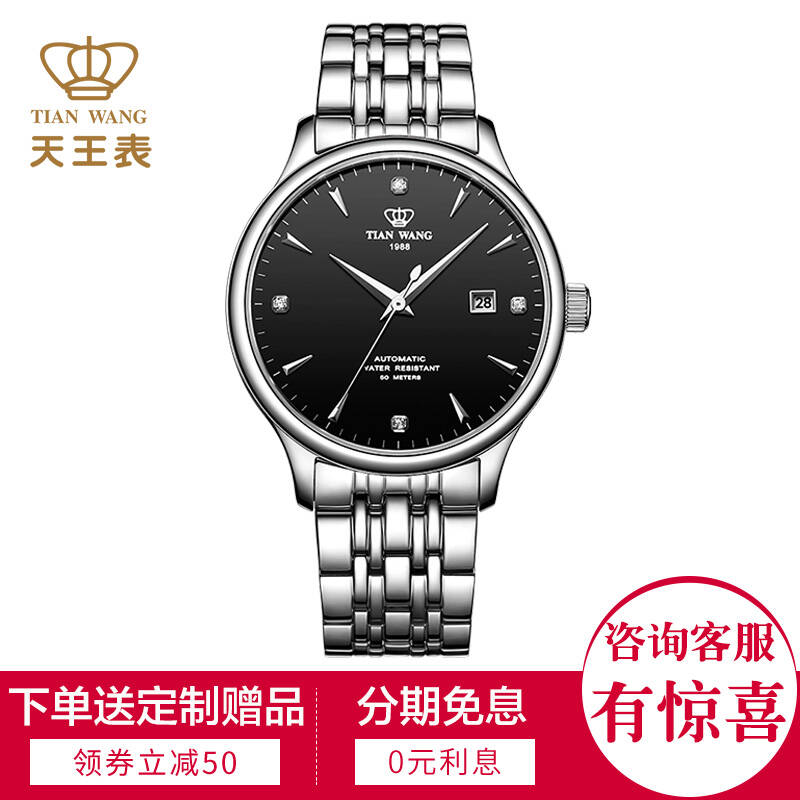 TIAN WANG
天王表
TIAN WANG
1988
28
AUTOMATIC
WATER RESISTANT
50 METERS
咨询客服
有惊喜
下单送定制赠品
领券立减50
分期免息
0元利息